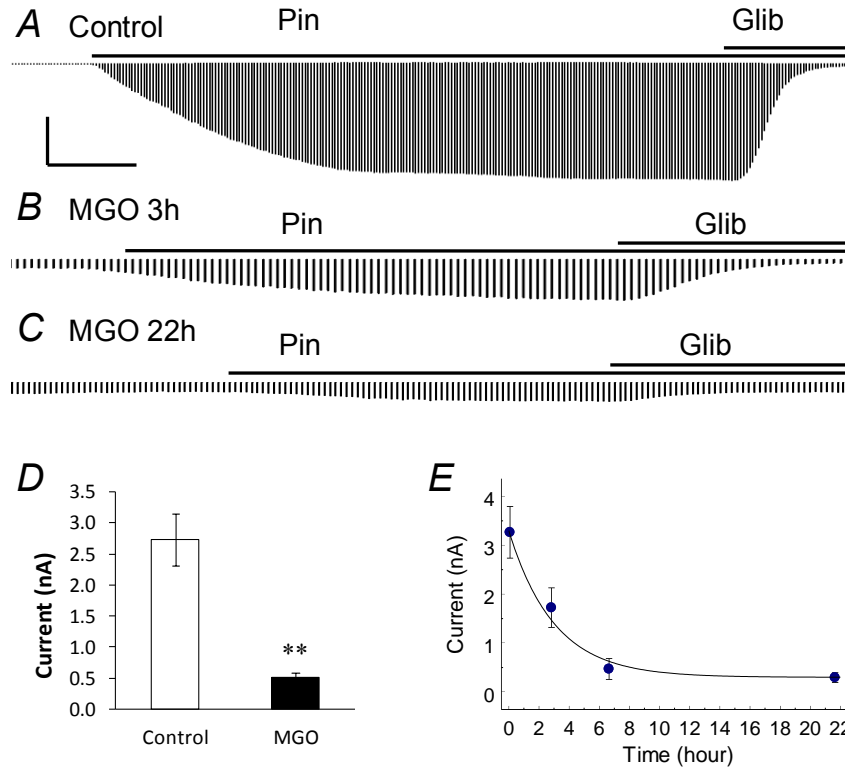 A Control Pin Glib
B MGO 3h Pin Glib
C MGO 22h Pin Glib
D
3.5
3.0
2.5
2.0
1.5
1.0
0.5
0.0
Current (nA)
**
Control MGO
E
4
3
2
1
0
Current (nA)
0 2 4 6 8 10 12 14 16 18 20 22
Time (hour)